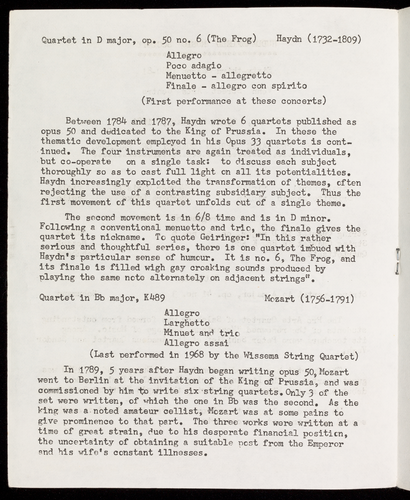 Quartet in D major, op. 50 no. 6 (The Frog) Haydn (1732-1809)
Allegro
Poco adagio
Menuetto - allegretto
Finale - allegro con spirito
(First performance at these concerts)
Between 1784 and 1787, Haydn wrote 6 quartets published as
opus 50 and dedicated to the King of Prussia. In these the
thematic development employed in his Opus 33 quartets is cont-
inued. The four instruments are again treated as individuals,
but co-operate on a single task: to discuss each subject
thoroughly so as to cast full light on all its potentialities.
Haydn increasingly exploited the transformation of themes, often
rejecting the use of a contrasting subsidiary subject. Thus the
first movement of this quartet unfolds out of a single theme.
The second movement is in 6/8 time and is in D minor.
Following a conventional menuetto and trio, the finale gives the
quartet its nickname. To quote Geiringer: "In this rather
serious and thoughtful series, there is one quartet imbued with
Haydn's particular sense of humour. It is no. 6, The Frog, and
its finale is filled wigh gay croaking sounds produced by
playing the same note alternately on adjacent strings".
Quartet in Bb major, K489 Mozart (1756-1791)
Allegro
Larghetto
Minuet and trio
Allegro assai
(Last performed in 1968 by the Wissema String Quartet)
In 1789, 5 years after Haydn began writing opus 50, Mozart
went to Berlin at the invitation of the King of Prussia, and was
commissioned by him to write six string quartets. Only 3 of the
set were written, of which the one in Bb was the second. As the
king was a noted amateur cellist, Mozart was at some pains to
give prominence to that part. The three works were written at a
time of great strain, due to his desperate financial position,
the uncertainty of obtaining a suitable post from the Emperor
and his wife's constant illnesses.